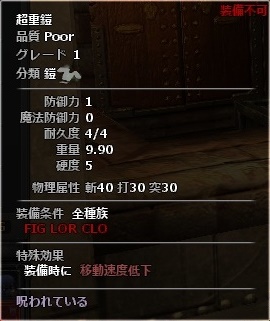 装備不可
超重鎧
品質 Poor
グレード 1
分類 鎧
防御力 1
魔法防御力 0
耐久度 4/4
重量 9.90
硬度 5
物理属性 斬40 打30 突30
装備条件 全種族
FIG LOR CLO
特殊効果
装備時に 移動速度低下
呪われている